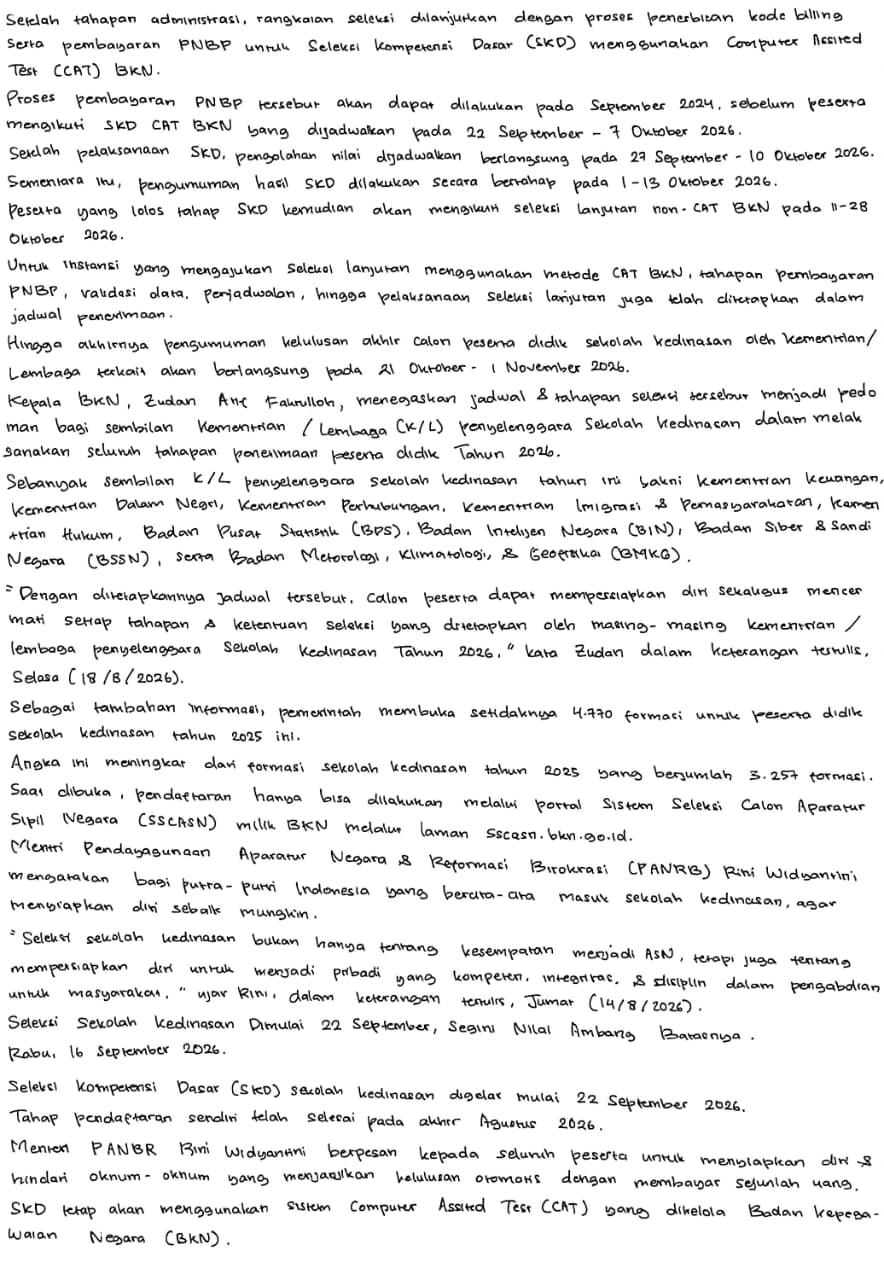 Setelah tahapan administrasi, rangkaian seleksi dilanjutkan dengan proses penerbitan kode billing
serta pembayaran PNBP untuk Seleksi Kompetensi Dasar (SKD) menggunakan Computer Assited
Test (CAT) BKN.
Proses pembayaran PNBP tersebut akan dapat dilakukan pada September 2024, sebelum peserta
mengikuti SKD CAT BKN yang dijadwalkan pada 22 September - 7 Oktober 2026.
Setelah pelaksanaan SKD, pengolahan nilai dijadwalkan berlangsung pada 27 September - 10 Oktober 2026.
Sementara itu, pengumuman hasil SKD dilakukan secara bertahap pada 1-13 Oktober 2026.
Peserta yang lolos tahap SKD kemudian akan mengikuti seleksi lanjutan non-CAT BKN pada 11-28
Oktober 2026.
Untuk instansi yang mengajukan Seleksi lanjutan menggunakan metode CAT BKN, tahapan pembayaran
PNBP, validasi data, penjadwalan, hingga pelaksanaan seleksi lanjutan juga telah ditetapkan dalam
jadwal penerimaan.
Hingga akhirnya pengumuman kelulusan akhir calon peserta didik sekolah kedinasan oleh kementrian/
Lembaga terkait akan berlangsung pada 21 Oktober - 1 November 2026.
Kepala BKN, Zudan Arif Fakrulloh, menegaskan jadwal & tahapan seleksi tersebut menjadi pedo
man bagi sembilan Kementrian / Lembaga (K/L) penyelenggara Sekolah kedinasan dalam melak
sanakan seluruh tahapan penerimaan peserta didik Tahun 2026.
Sebanyak sembilan K/L penyelenggara sekolah kedinasan tahun ini yakni kementrian keuangan,
kementrian Dalam Negri, Kementrian Perhubungan, Kementrian Imigrasi & Pemasyarakatan, Kemen
trian Hukum, Badan Pusat Statistik (BPS), Badan Intelijen Negara (BIN), Badan Siber & Sandi
Negara (BSSN), serta Badan Metorologi, Klimatologi, & Geofisika (BMKG).
" Dengan ditetapkannya jadwal tersebut, calon peserta dapat mempersiapkan diri sekaligus mencer
mati setiap tahapan & ketentuan seleksi yang ditetapkan oleh masing-masing kementrian /
lembaga penyelenggara Sekolah Kedinasan Tahun 2026," kata Zudan dalam keterangan tertulis,
Selasa (18/8/2026).
Sebagai tambahan informasi, pemerintah membuka setidaknya 4.770 formasi untuk peserta didik
sekolah kedinasan tahun 2025 ini.
Angka ini meningkat dari formasi sekolah kedinasan tahun 2025 yang berjumlah 3.257 formasi.
Saat dibuka, pendaftaran hanya bisa dilakukan melalui portal Sistem Seleksi Calon Aparatur
Sipil Negara (SSCASN) milik BKN melalui laman sscasn.bkn.go.id.
Mentri Pendayagunaan Aparatur Negara & Reformasi Birokrasi (PANRB) Rini Widyantini
mengatakan bagi putra-putri Indonesia yang bercita-cita masuk sekolah kedinasan, agar
menyiapkan diri sebaik mungkin.
" Seleksi sekolah kedinasan bukan hanya tentang kesempatan menjadi ASN, tetapi juga tentang
mempersiapkan diri untuk menjadi pribadi yang kompeten, integritas, & disiplin dalam pengabdian
untuk masyarakat," ujar Rini, dalam keterangan tertulis, Jumat (14/8/2026).
Seleksi Sekolah kedinasan Dimulai 22 September, Segini Nilai Ambang Batasnya.
Rabu, 16 September 2026.
Seleksi Kompetensi Dasar (SKD) sekolah kedinasan digelar mulai 22 September 2026.
Tahap pendaftaran sendiri telah selesai pada akhir Agustus 2026.
Menteri PANBR Rini Widyantini berpesan kepada seluruh peserta untuk menyiapkan diri &
hindari oknum-oknum yang menjanjikan kelulusan otomatis dengan membayar sejumlah uang.
SKD tetap akan menggunakan sistem Computer Assited Test (CAT) yang dikelola Badan kepega-
waian Negara (BKN).